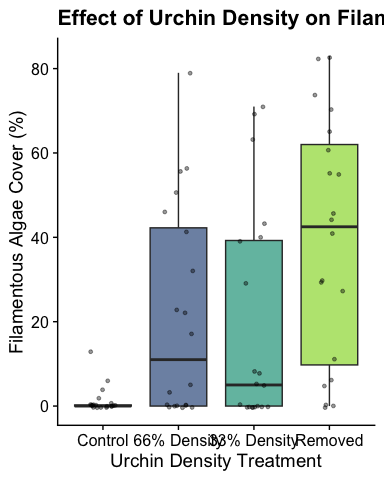 Effect of Urchin Density on Filam
Filamentous Algae Cover (%)
80
60
40
20
0
Control 66% Density 33% Density Removed
Urchin Density Treatment